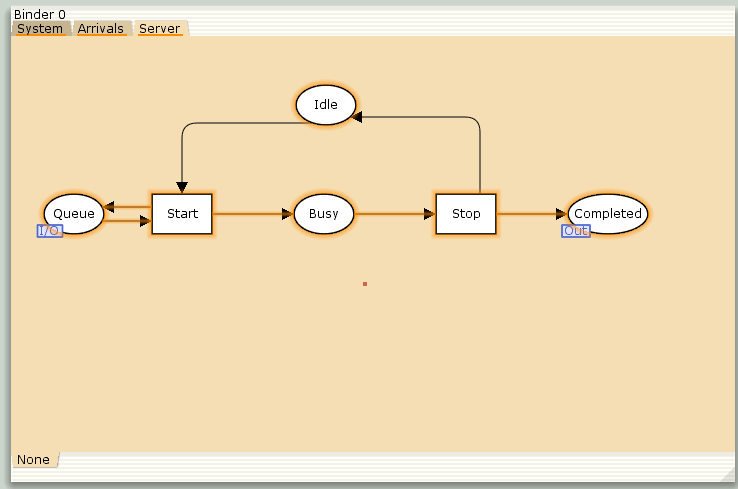 Binder 0
System Arrivals Server
Idle
Queue Start Busy Stop Completed
I/O Out
None